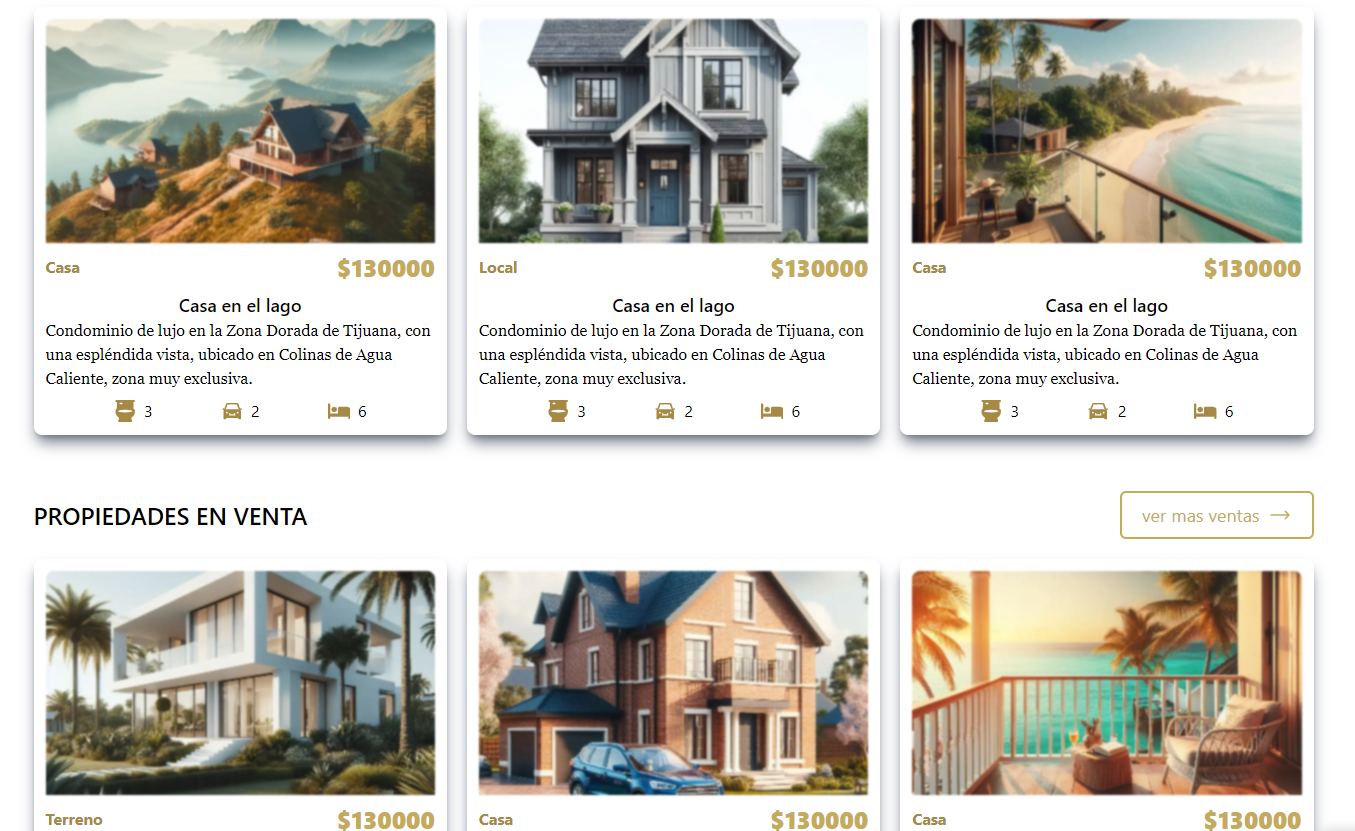 Casa $130000
Casa en el lago
Condominio de lujo en la Zona Dorada de Tijuana, con
una espléndida vista, ubicado en Colinas de Agua
Caliente, zona muy exclusiva.
3 2 6
Local $130000
Casa en el lago
Condominio de lujo en la Zona Dorada de Tijuana, con
una espléndida vista, ubicado en Colinas de Agua
Caliente, zona muy exclusiva.
3 2 6
Casa $130000
Casa en el lago
Condominio de lujo en la Zona Dorada de Tijuana, con
una espléndida vista, ubicado en Colinas de Agua
Caliente, zona muy exclusiva.
3 2 6
PROPIEDADES EN VENTA
ver mas ventas →
Terreno $130000
Casa $130000
Casa $130000